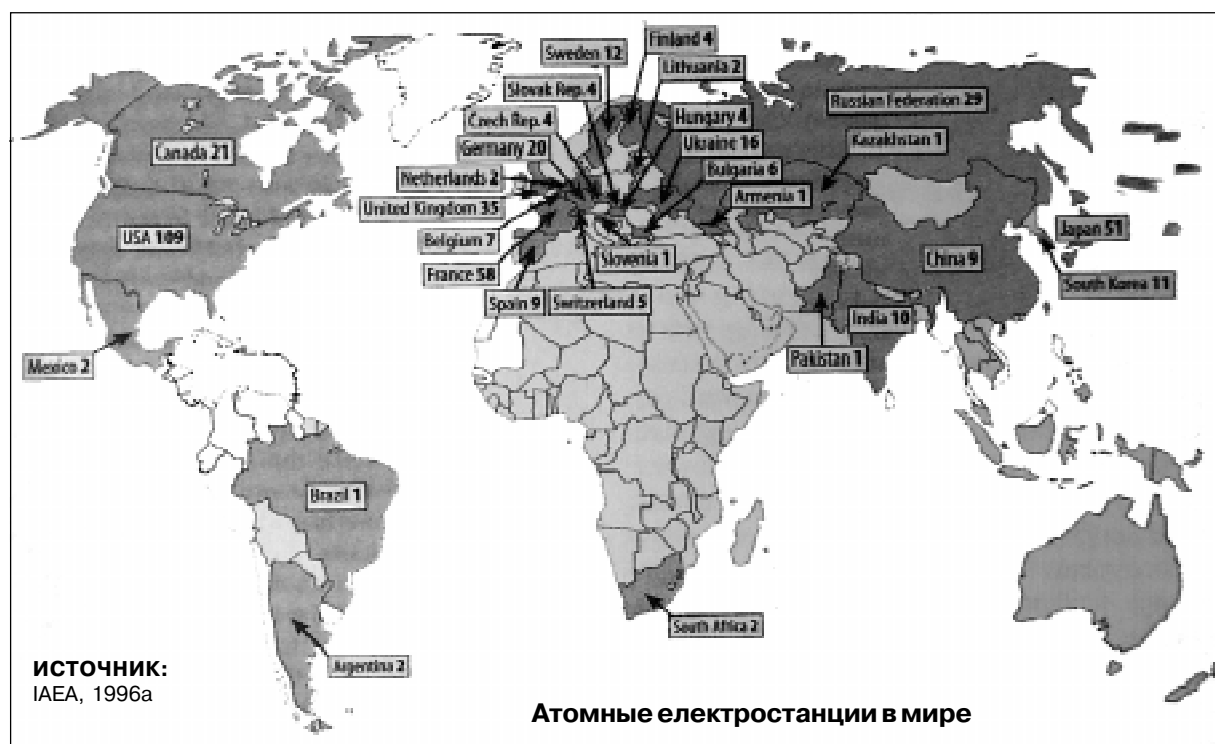 Finland 4
Sweden 12
Lithuania 2
Slovak Rep. 4
Russian Federation 29
Czech Rep. 4
Hungary 4
Kazakhstan 1
Germany 20
Ukraine 16
Canada 21
Bulgaria 6
Netherlands 2
Armenia 1
United Kingdom 35
USA 109
Japan 51
Belgium 7
Slovenia 1
China 9
France 58
South Korea 11
Spain 9
Switzerland 5
India 10
Mexico 2
Pakistan 1
Brazil 1
South Africa 2
Argentina 2
ИСТОЧНИК:
IAEA, 1996a
Атомные електростанции в мире